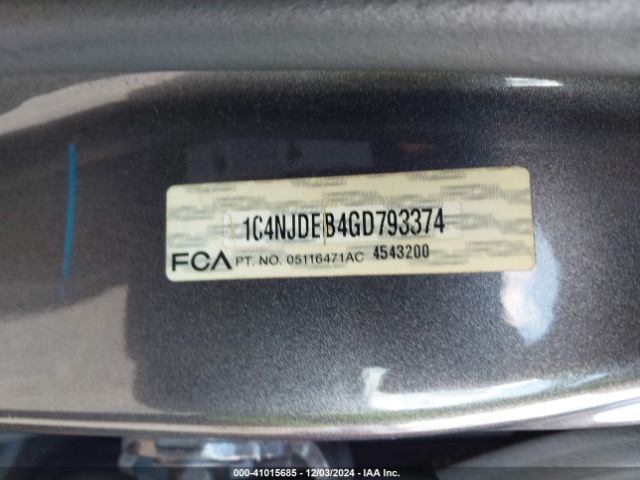 1C4NJDEB4GD793374
FCA PT. NO. 05116471AC 4543200
000-41015685 - 12/03/2024 - IAA Inc.